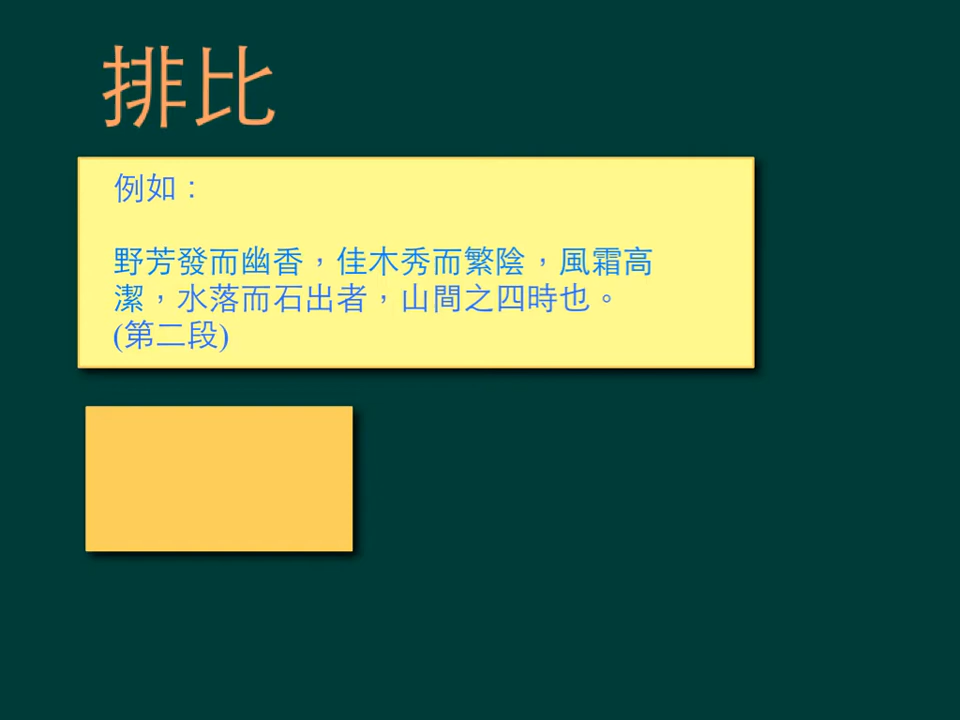 排比
例如：
野芳發而幽香，佳木秀而繁陰，風霜高
潔，水落而石出者，山間之四時也。
(第二段)